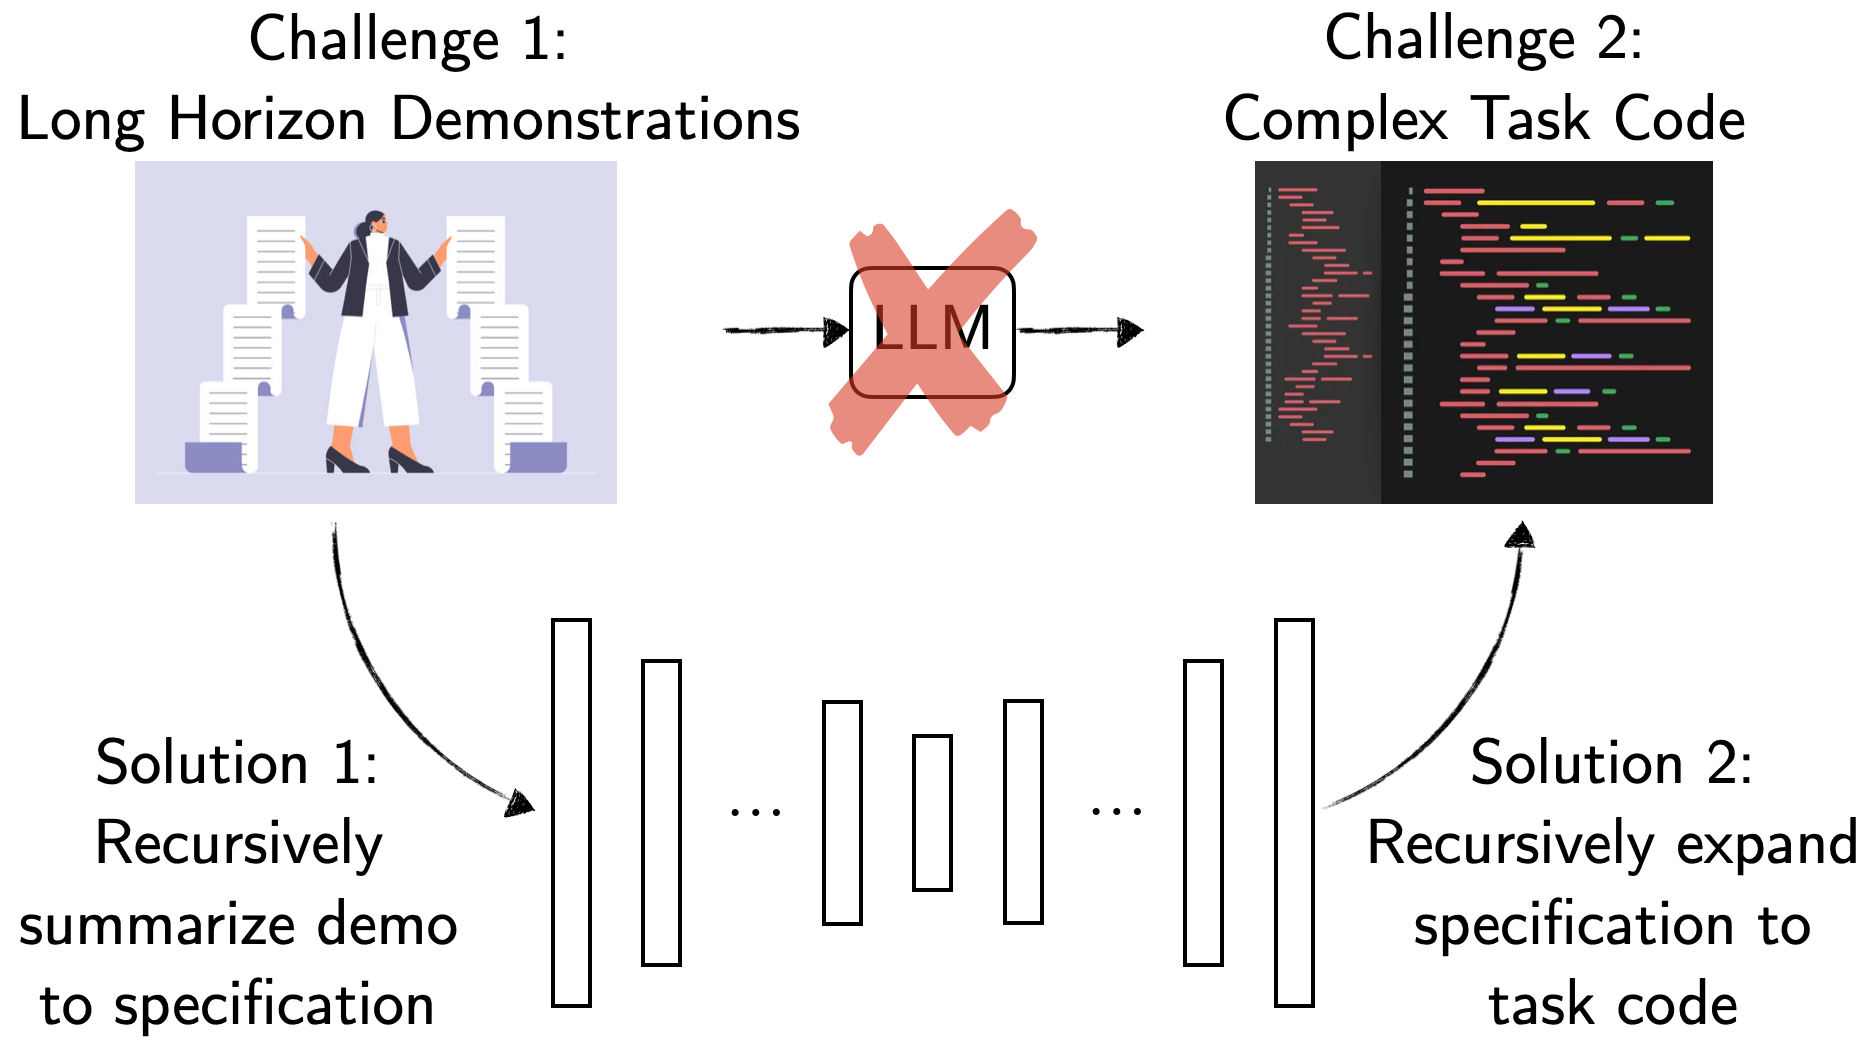 Challenge 1:
Long Horizon Demonstrations
Challenge 2:
Complex Task Code
LLM
Solution 1:
Recursively
summarize demo
to specification
...
...
Solution 2:
Recursively expand
specification to
task code